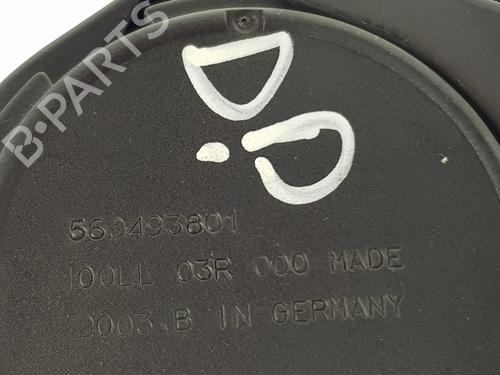 B·PARTS
D.D
560493801
100LL 03R 000 MADE
2003.B IN GERMANY